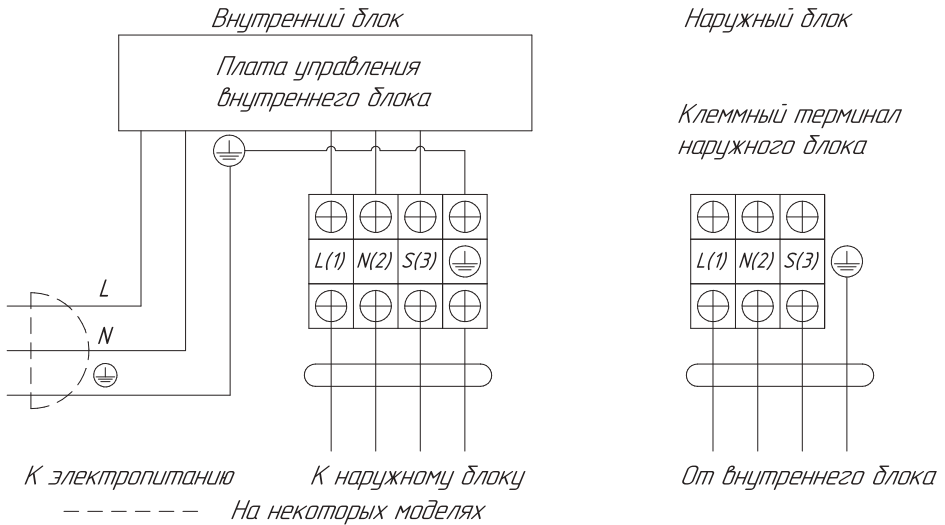 Внутренний блок
Наружный блок
Плата управления
внутреннего блока
Клеммный терминал
наружного блока
L(1) N(2) S(3)
L(1) N(2) S(3)
L
N
К электропитанию
К наружному блоку
От внутреннего блока
На некоторых моделях